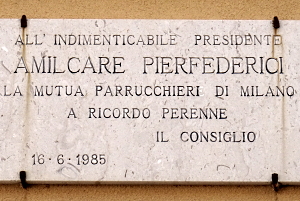 ALL' INDIMENTICABILE PRESIDENTE
AMILCARE PIERFEDERICI
LA MUTUA PARRUCCHIERI DI MILANO
A RICORDO PERENNE
IL CONSIGLIO
16-6-1985